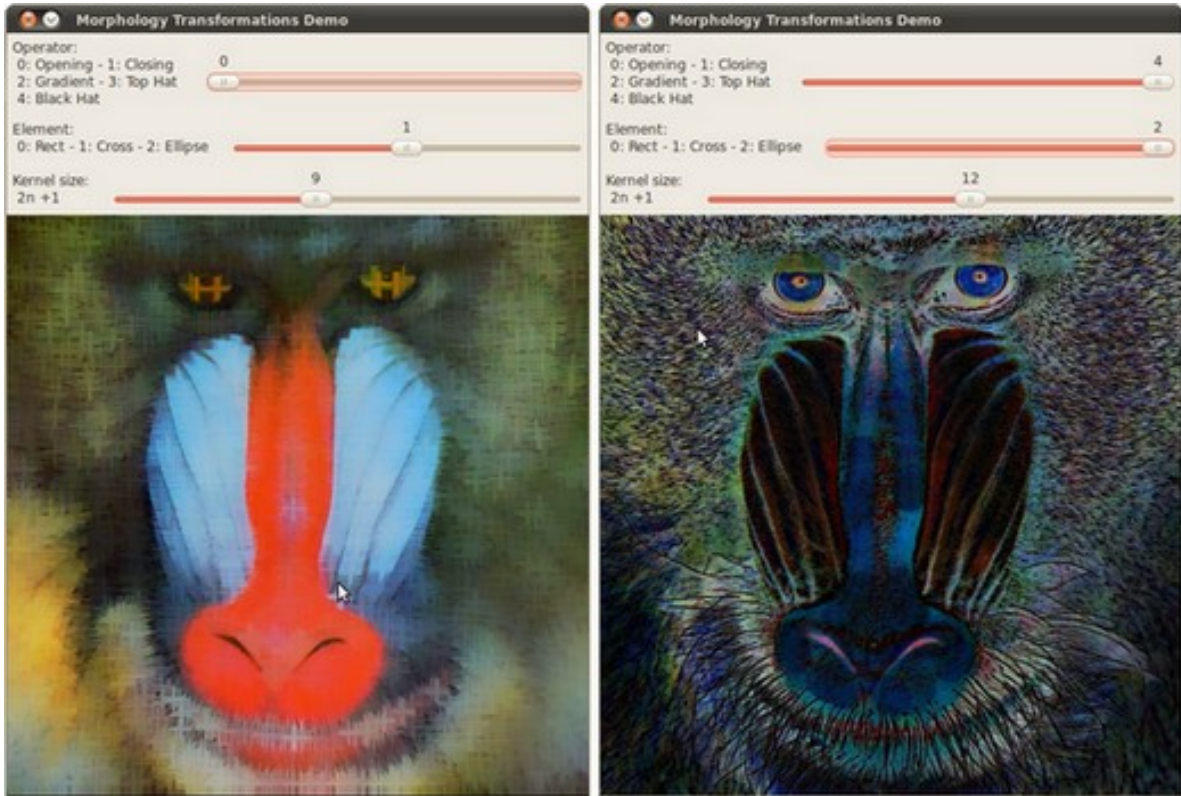 Morphology Transformations Demo
Operator:
0: Opening - 1: Closing
2: Gradient - 3: Top Hat
4: Black Hat
0
Element:
0: Rect - 1: Cross - 2: Ellipse
1
Kernel size:
2n +1
9
Morphology Transformations Demo
Operator:
0: Opening - 1: Closing
2: Gradient - 3: Top Hat
4: Black Hat
4
Element:
0: Rect - 1: Cross - 2: Ellipse
2
Kernel size:
2n +1
12